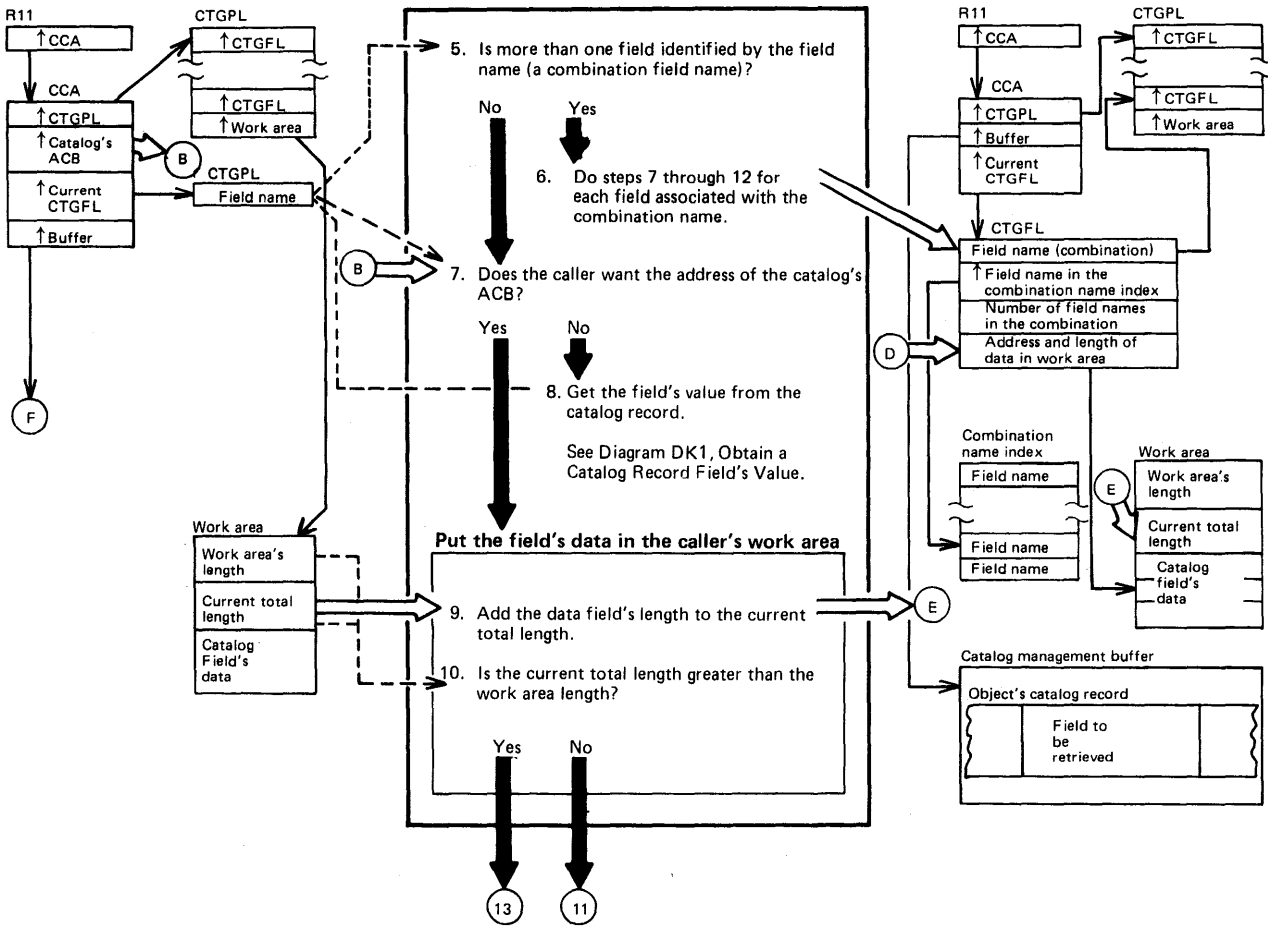 R11
↑CCA
CCA
↑CTGPL
↑Catalog's
ACB
↑Current
CTGFL
↑Buffer
F
B
CTGPL
↑CTGFL
↑CTGFL
↑Work area
CTGPL
Field name
Work area
Work area's
length
Current total
length
Catalog
Field's
data
5. Is more than one field identified by the field
name (a combination field name)?
No Yes
6. Do steps 7 through 12 for
each field associated with the
combination name.
B
7. Does the caller want the address of the catalog's
ACB?
Yes No
8. Get the field's value from the
catalog record.
See Diagram DK1, Obtain a
Catalog Record Field's Value.
Put the field's data in the caller's work area
9. Add the data field's length to the current
total length.
10. Is the current total length greater than the
work area length?
Yes No
13 11
R11
↑CCA
CCA
↑CTGPL
↑Buffer
↑Current
CTGFL
CTGPL
↑CTGFL
↑CTGFL
↑Work area
CTGFL
Field name (combination)
↑Field name in the
combination name index
Number of field names
in the combination
Address and length of
data in work area
D
Combination
name index
Field name
Field name
Field name
E
Work area
Work area's
length
Current total
length
Catalog
field's
data
E
Catalog management buffer
Object's catalog record
Field to
be
retrieved